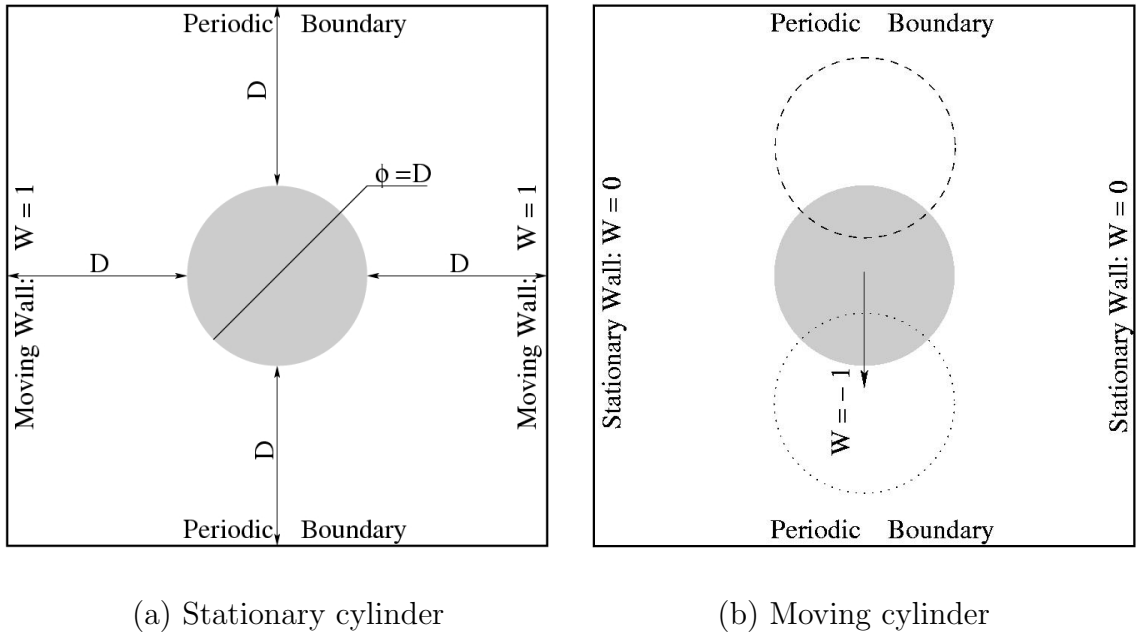 Periodic Boundary
D
ϕ =D
Moving Wall: W = 1
D
D
Moving Wall: W = 1
D
Periodic Boundary
(a) Stationary cylinder
Periodic Boundary
Stationary Wall: W = 0
W = − 1
Stationary Wall: W = 0
Periodic Boundary
(b) Moving cylinder